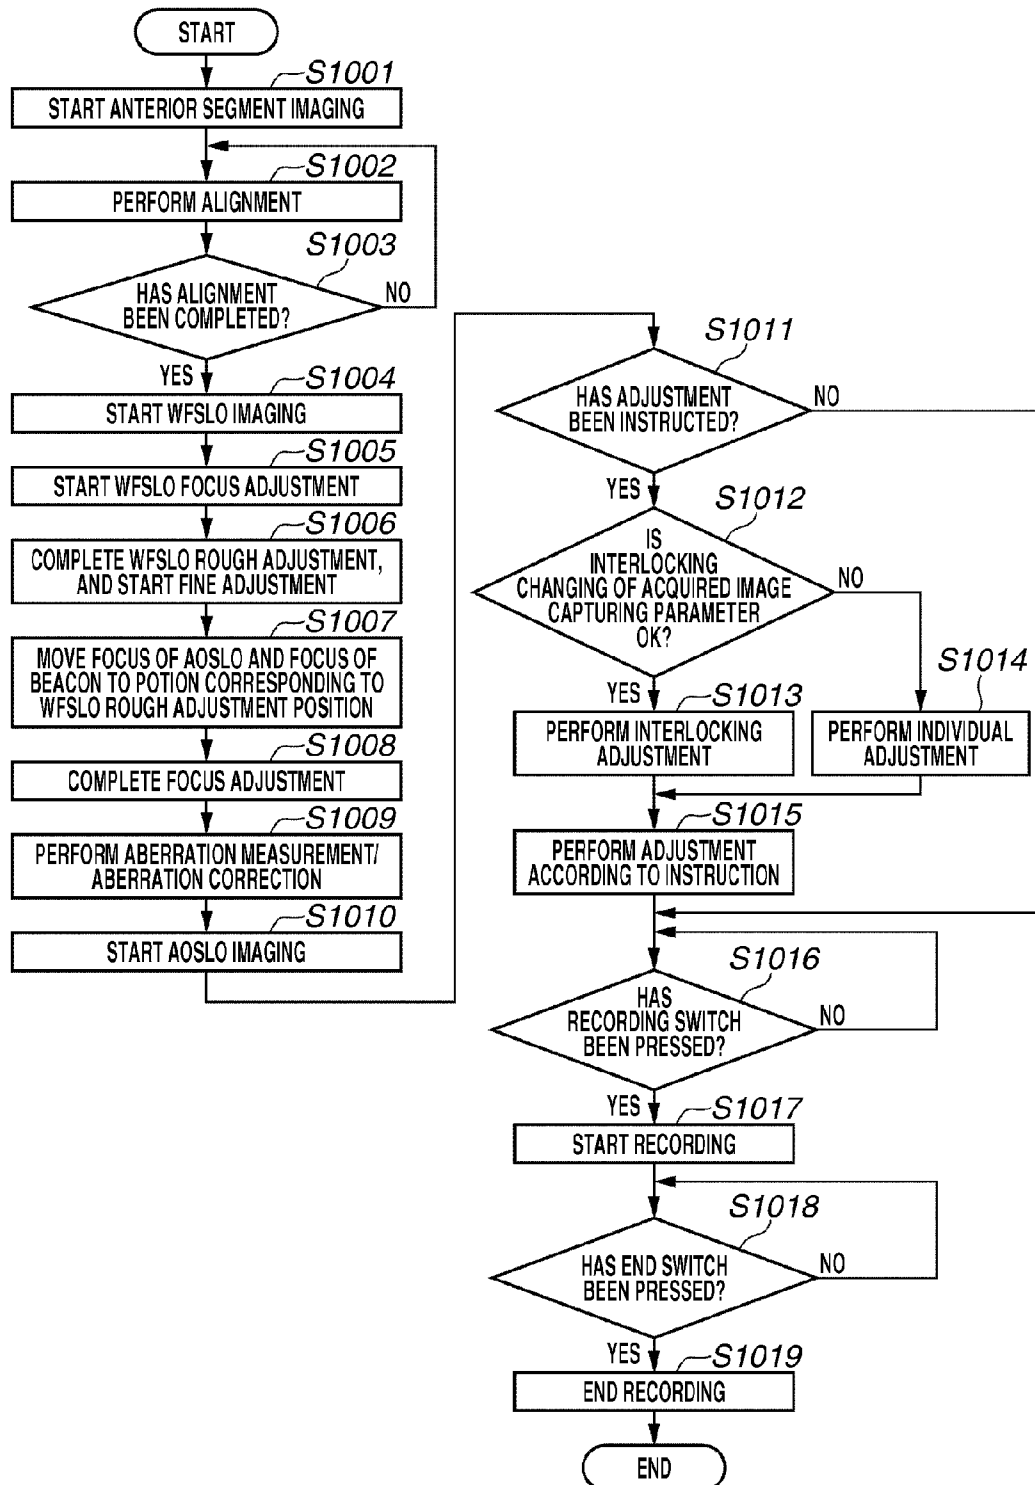 START
S1001
START ANTERIOR SEGMENT IMAGING
S1002
PERFORM ALIGNMENT
S1003
HAS ALIGNMENT
BEEN COMPLETED?
NO
YES
S1004
START WFSLO IMAGING
S1005
START WFSLO FOCUS ADJUSTMENT
S1006
COMPLETE WFSLO ROUGH ADJUSTMENT,
AND START FINE ADJUSTMENT
S1007
MOVE FOCUS OF AOSLO AND FOCUS OF
BEACON TO POTION CORRESPONDING TO
WFSLO ROUGH ADJUSTMENT POSITION
S1008
COMPLETE FOCUS ADJUSTMENT
S1009
PERFORM ABERRATION MEASUREMENT/
ABERRATION CORRECTION
S1010
START AOSLO IMAGING
S1011
HAS ADJUSTMENT
BEEN INSTRUCTED?
NO
YES
S1012
IS
INTERLOCKING
CHANGING OF ACQUIRED IMAGE
CAPTURING PARAMETER
OK?
NO
YES
S1013
PERFORM INTERLOCKING
ADJUSTMENT
S1014
PERFORM INDIVIDUAL
ADJUSTMENT
S1015
PERFORM ADJUSTMENT
ACCORDING TO INSTRUCTION
S1016
HAS
RECORDING SWITCH
BEEN PRESSED?
NO
YES
S1017
START RECORDING
S1018
HAS END SWITCH
BEEN PRESSED?
NO
YES
S1019
END RECORDING
END